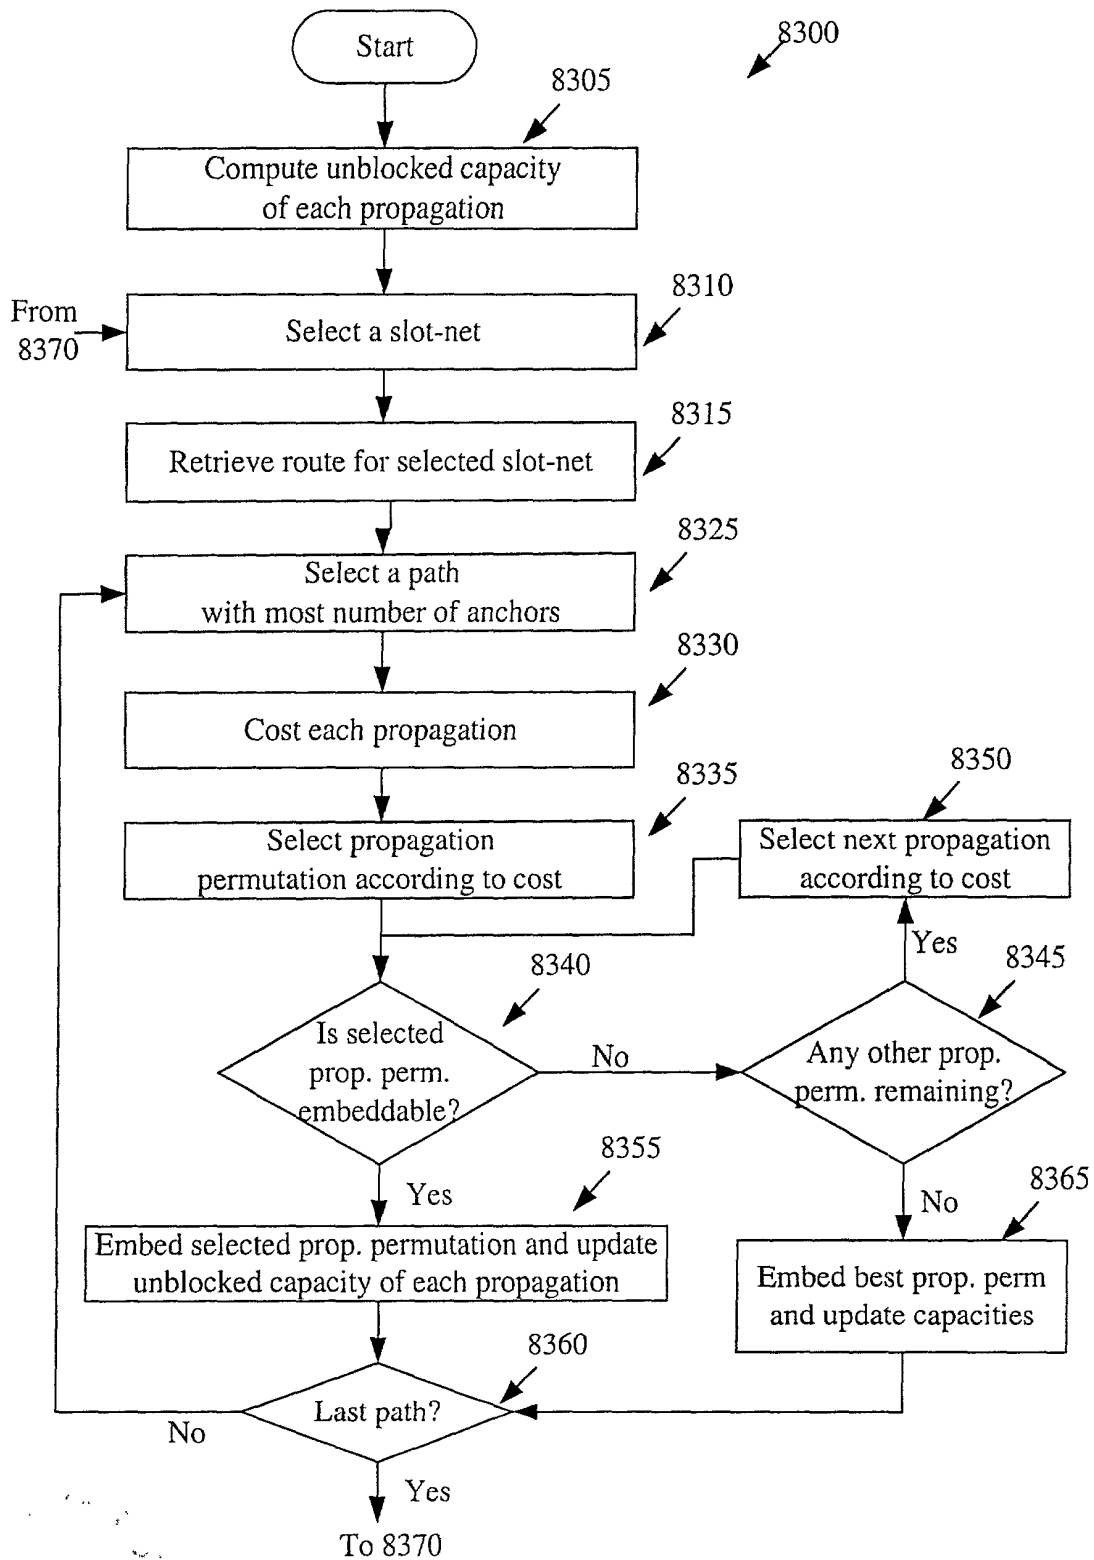 Start
8300
8305
Compute unblocked capacity
of each propagation
From
8370
8310
Select a slot-net
8315
Retrieve route for selected slot-net
8325
Select a path
with most number of anchors
8330
Cost each propagation
8335
Select propagation
permutation according to cost
8350
Select next propagation
according to cost
Yes
8340
Is selected
prop. perm.
embeddable?
No
8345
Any other prop.
perm. remaining?
Yes
8355
Embed selected prop. permutation and update
unblocked capacity of each propagation
No
8365
Embed best prop. perm
and update capacities
8360
Last path?
No
Yes
To 8370